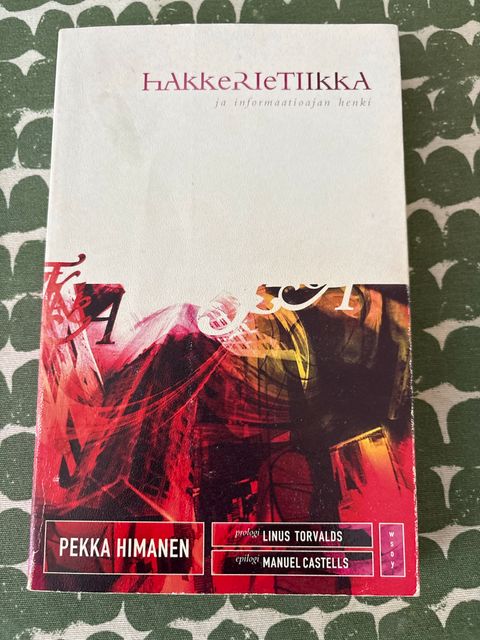 HAKKERIETIIKKA
ja informaatioajan henki
PEKKA HIMANEN
prologi LINUS TORVALDS
epilogi MANUEL CASTELLS
wsoy